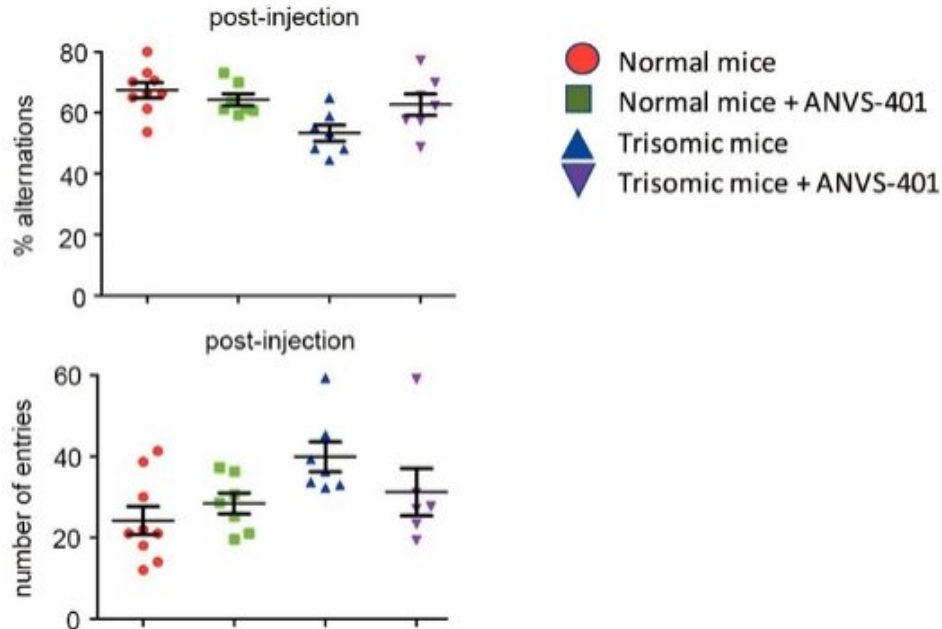 post-injection
% alternations
80
60
40
20
0
Normal mice
Normal mice + ANVS-401
Trisomic mice
Trisomic mice + ANVS-401
post-injection
number of entries
60
40
20
0